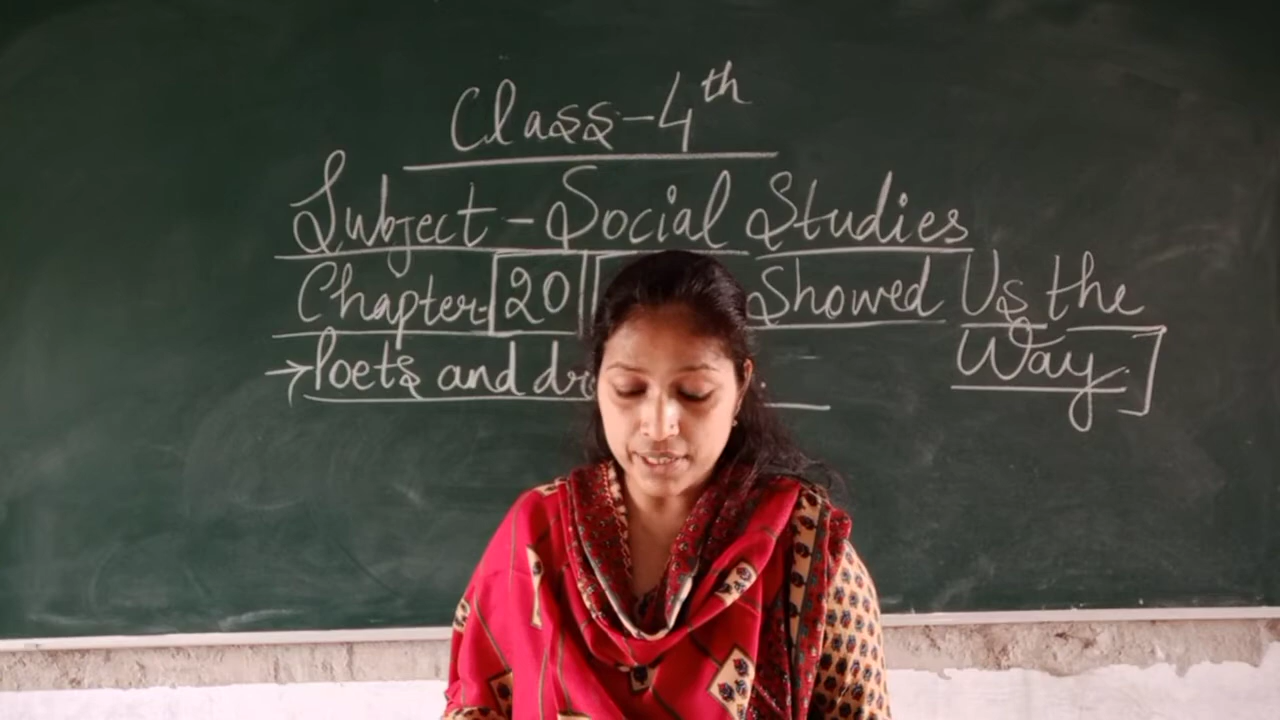 Class-4th
Subject - Social Studies
Chapter- 20 Showed Us the
Way]
→Poets and